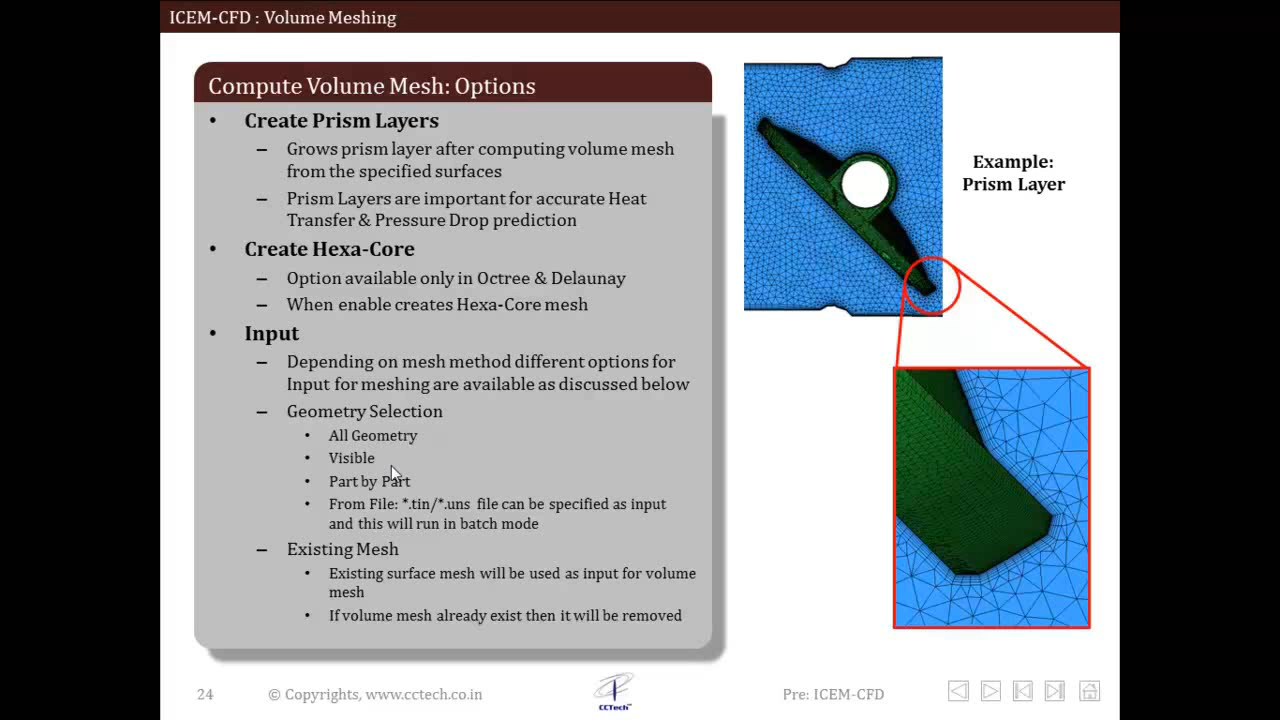 ICEM-CFD : Volume Meshing
Compute Volume Mesh: Options
• Create Prism Layers
– Grows prism layer after computing volume mesh
from the specified surfaces
– Prism Layers are important for accurate Heat
Transfer & Pressure Drop prediction
• Create Hexa-Core
– Option available only in Octree & Delaunay
– When enable creates Hexa-Core mesh
• Input
– Depending on mesh method different options for
Input for meshing are available as discussed below
– Geometry Selection
• All Geometry
• Visible
• Part by Part
• From File: *.tin/*.uns file can be specified as input
and this will run in batch mode
– Existing Mesh
• Existing surface mesh will be used as input for volume
mesh
• If volume mesh already exist then it will be removed
Example:
Prism Layer
24
© Copyrights, www.cctech.co.in
CCTech™
Pre: ICEM-CFD